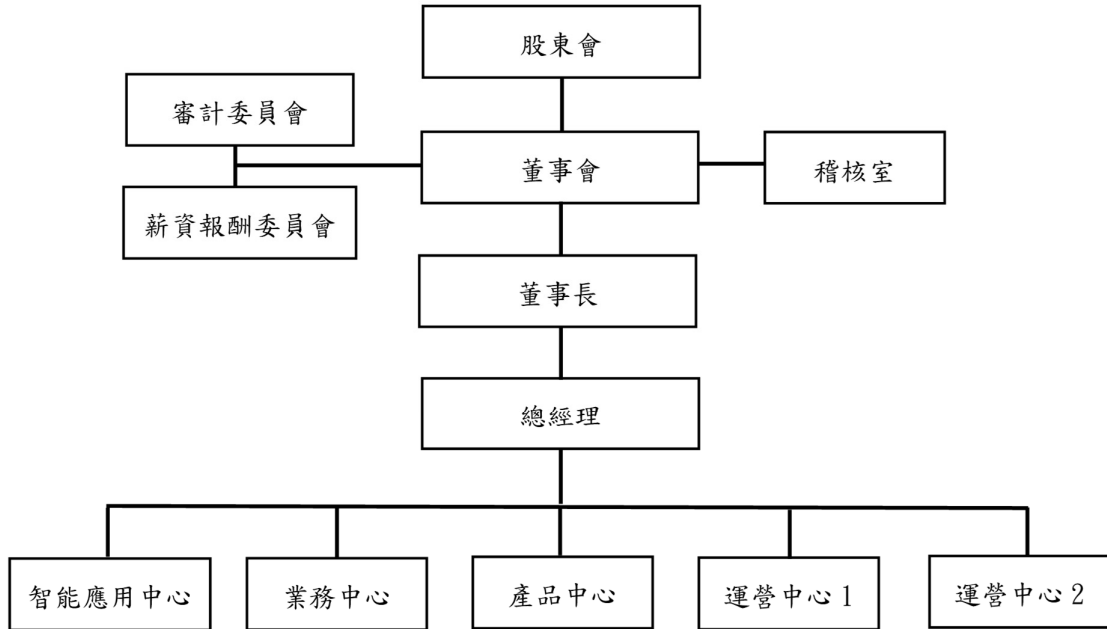 股東會
審計委員會
董事會
稽核室
薪資報酬委員會
董事長
總經理
智能應用中心
業務中心
產品中心
運營中心 1
運營中心 2